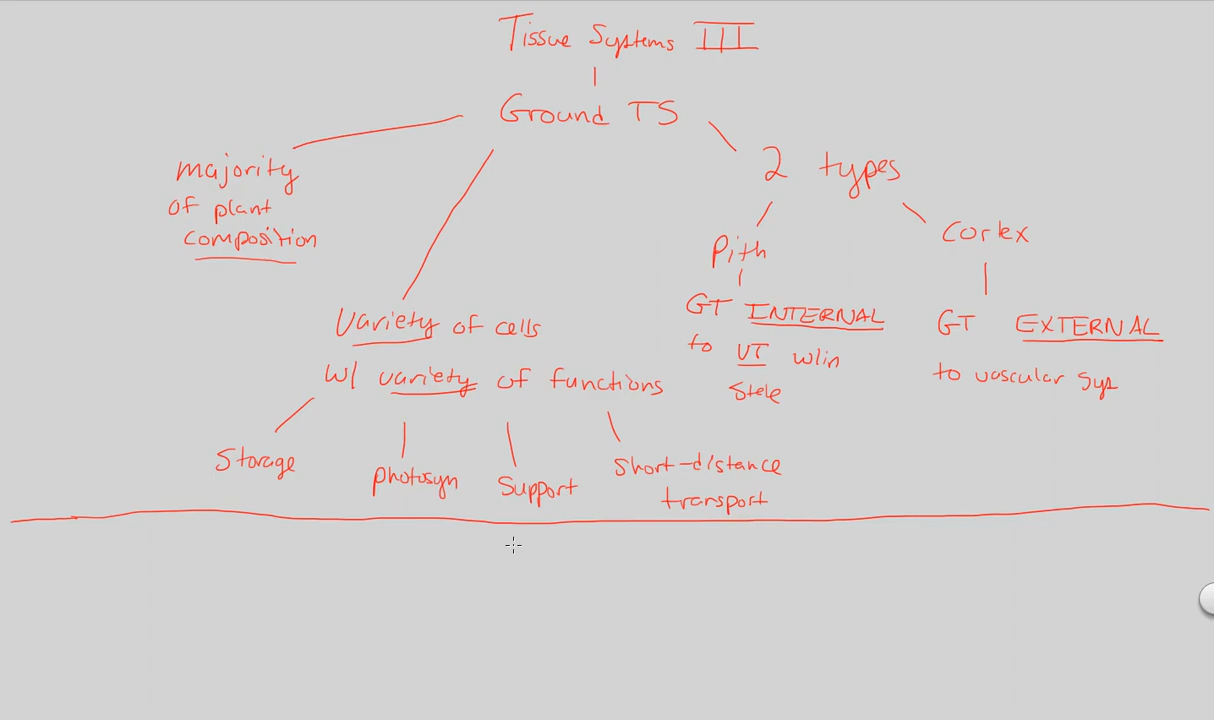 Tissue Systems III
Ground TS
majority
of plant
composition
2 types
Pith
Cortex
GT INTERNAL
to VT w/in
Stele
GT EXTERNAL
to vascular sys
Variety of cells
w/ variety of functions
Storage
photosyn
Support
Short-distance
transport